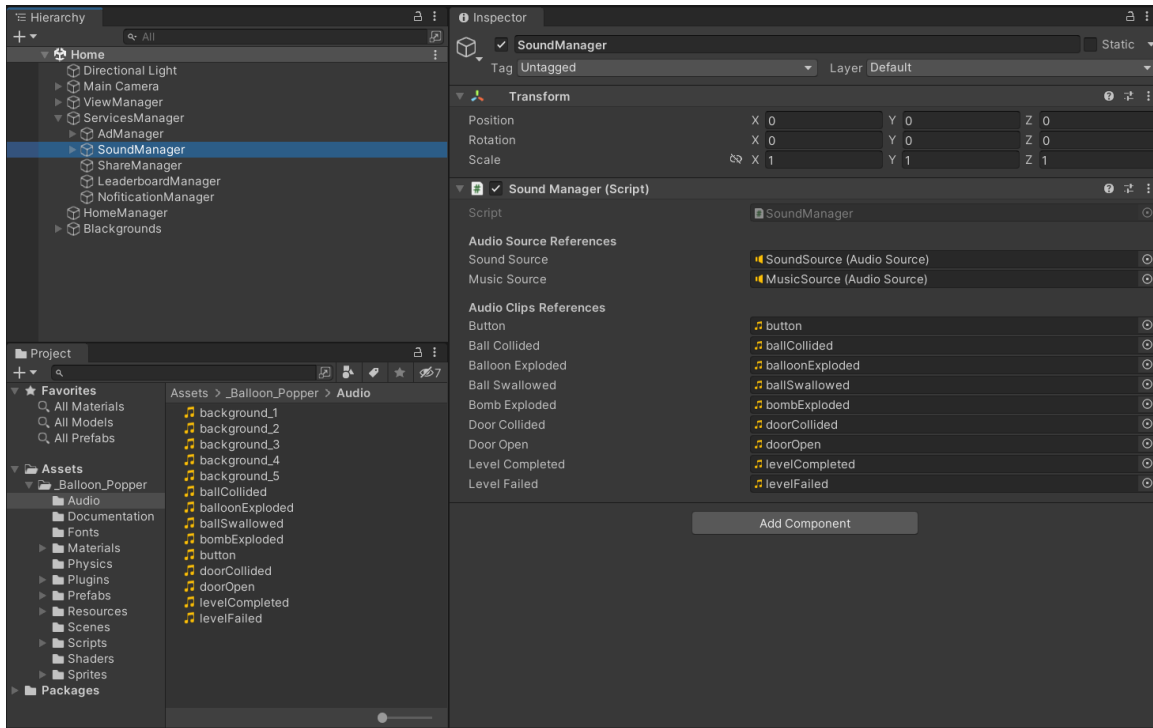 Hierarchy
All
Home
Directional Light
Main Camera
ViewManager
ServicesManager
AdManager
SoundManager
ShareManager
LeaderboardManager
NofiticationManager
HomeManager
Blackgrounds
Project
7
Favorites
All Materials
All Models
All Prefabs
Assets
_Balloon_Popper
Audio
Documentation
Fonts
Materials
Physics
Plugins
Prefabs
Resources
Scenes
Scripts
Shaders
Sprites
Packages
Assets > _Balloon_Popper > Audio
background_1
background_2
background_3
background_4
background_5
ballCollided
balloonExploded
ballSwallowed
bombExploded
button
doorCollided
doorOpen
levelCompleted
levelFailed
Inspector
SoundManager Static
Tag Untagged Layer Default
Transform
Position X 0 Y 0 Z 0
Rotation X 0 Y 0 Z 0
Scale X 1 Y 1 Z 1
# Sound Manager (Script)
Script SoundManager
Audio Source References
Sound Source SoundSource (Audio Source)
Music Source MusicSource (Audio Source)
Audio Clips References
Button button
Ball Collided ballCollided
Balloon Exploded balloonExploded
Ball Swallowed ballSwallowed
Bomb Exploded bombExploded
Door Collided doorCollided
Door Open doorOpen
Level Completed levelCompleted
Level Failed levelFailed
Add Component